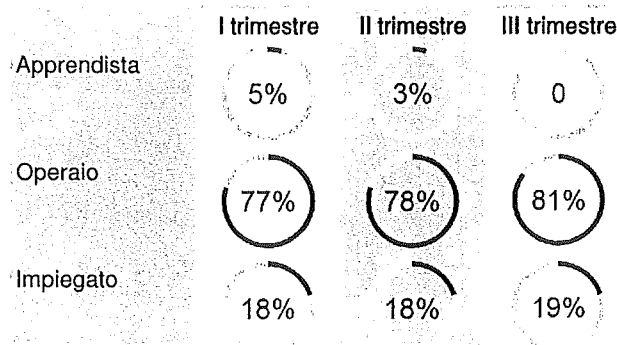 I trimestre II trimestre III trimestre
Apprendista
5% 3% 0
Operaio
77% 78% 81%
Impiegato
18% 18% 19%